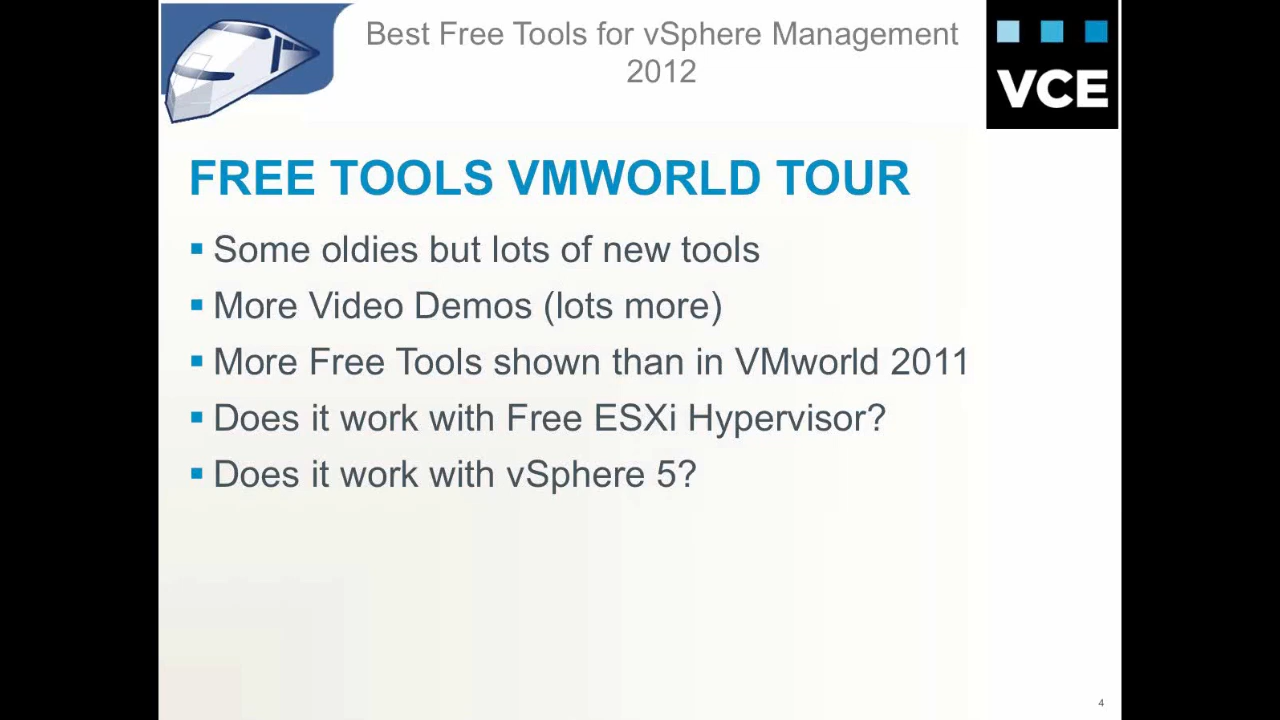 Best Free Tools for vSphere Management
2012
VCE
FREE TOOLS VMWORLD TOUR
▪ Some oldies but lots of new tools
▪ More Video Demos (lots more)
▪ More Free Tools shown than in VMworld 2011
▪ Does it work with Free ESXi Hypervisor?
▪ Does it work with vSphere 5?
4